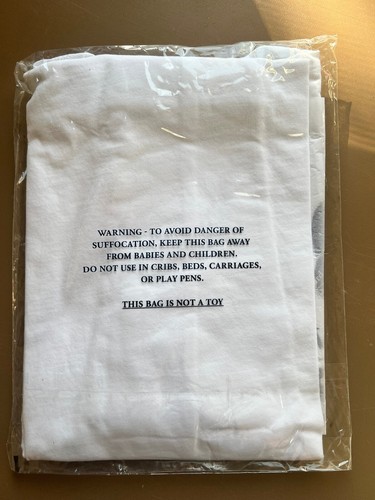 WARNING - TO AVOID DANGER OF
SUFFOCATION, KEEP THIS BAG AWAY
FROM BABIES AND CHILDREN.
DO NOT USE IN CRIBS, BEDS, CARRIAGES,
OR PLAY PENS.
THIS BAG IS NOT A TOY